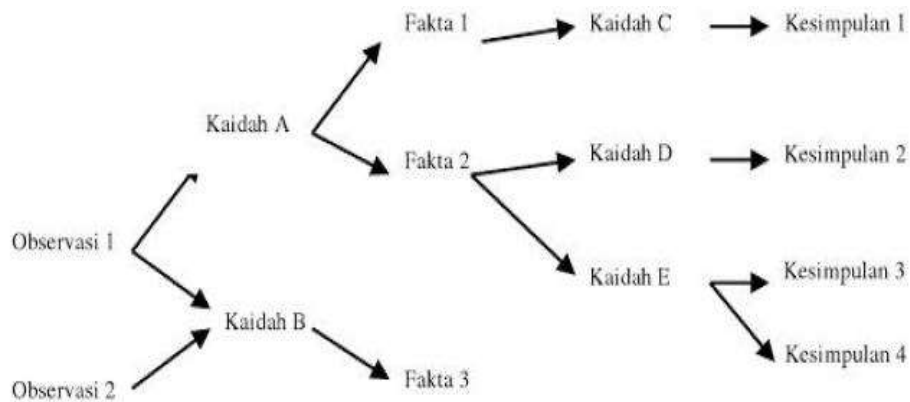 Fakta 1
Kaidah C
Kesimpulan 1
Kaidah A
Fakta 2
Kaidah D
Kesimpulan 2
Observasi 1
Kaidah E
Kesimpulan 3
Kaidah B
Kesimpulan 4
Observasi 2
Fakta 3